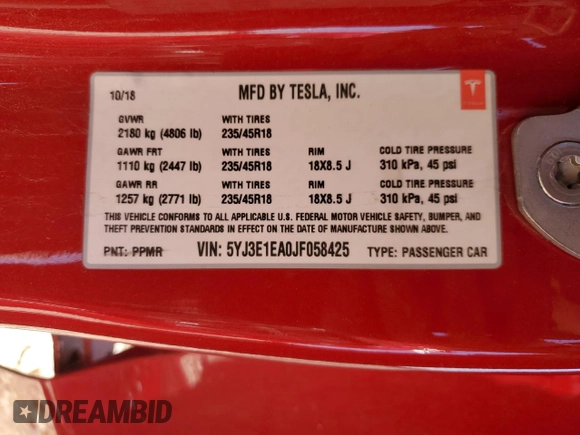 10/18 MFD BY TESLA, INC.
GVWR WITH TIRES
2180 kg (4806 lb) 235/45R18
GAWR FRT WITH TIRES RIM COLD TIRE PRESSURE
1110 kg (2447 lb) 235/45R18 18X8.5 J 310 kPa, 45 psi
GAWR RR WITH TIRES RIM COLD TIRE PRESSURE
1257 kg (2771 lb) 235/45R18 18X8.5 J 310 kPa, 45 psi
THIS VEHICLE CONFORMS TO ALL APPLICABLE U.S. FEDERAL MOTOR VEHICLE SAFETY, BUMPER, AND
THEFT PREVENTION STANDARDS IN EFFECT ON THE DATE OF MANUFACTURE SHOWN ABOVE.
PNT: PPMR VIN: 5YJ3E1EA0JF058425 TYPE: PASSENGER CAR
DREAMBID